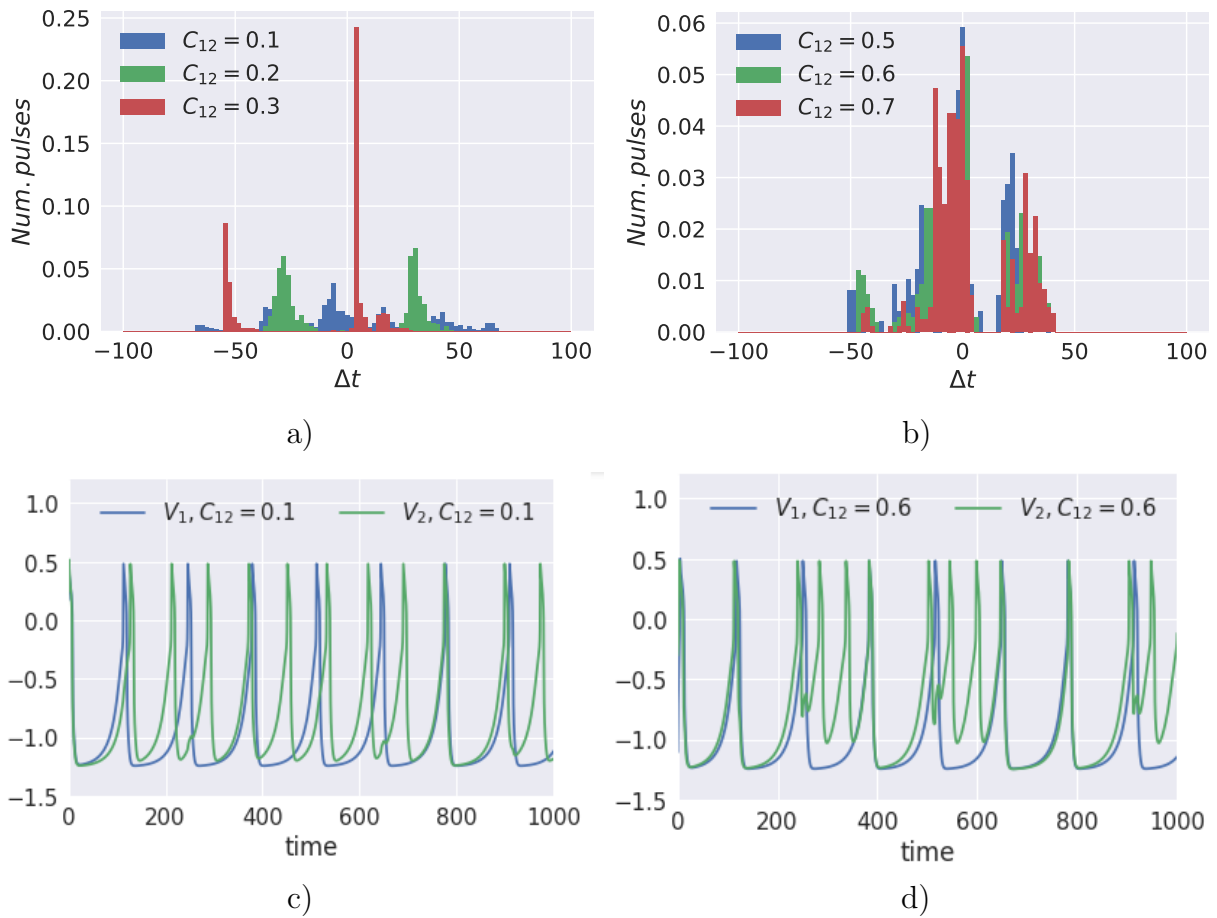 0.25
0.20
0.15
0.10
0.05
0.00
Num. pulses
C₁₂ = 0.1
C₁₂ = 0.2
C₁₂ = 0.3
−100 −50 0 50 100
Δt
a)
0.06
0.05
0.04
0.03
0.02
0.01
0.00
Num. pulses
C₁₂ = 0.5
C₁₂ = 0.6
C₁₂ = 0.7
−100 −50 0 50 100
Δt
b)
1.0
0.5
0.0
−0.5
−1.0
−1.5
V₁, C₁₂ = 0.1 V₂, C₁₂ = 0.1
0 200 400 600 800 1000
time
c)
1.0
0.5
0.0
−0.5
−1.0
−1.5
V₁, C₁₂ = 0.6 V₂, C₁₂ = 0.6
0 200 400 600 800 1000
time
d)